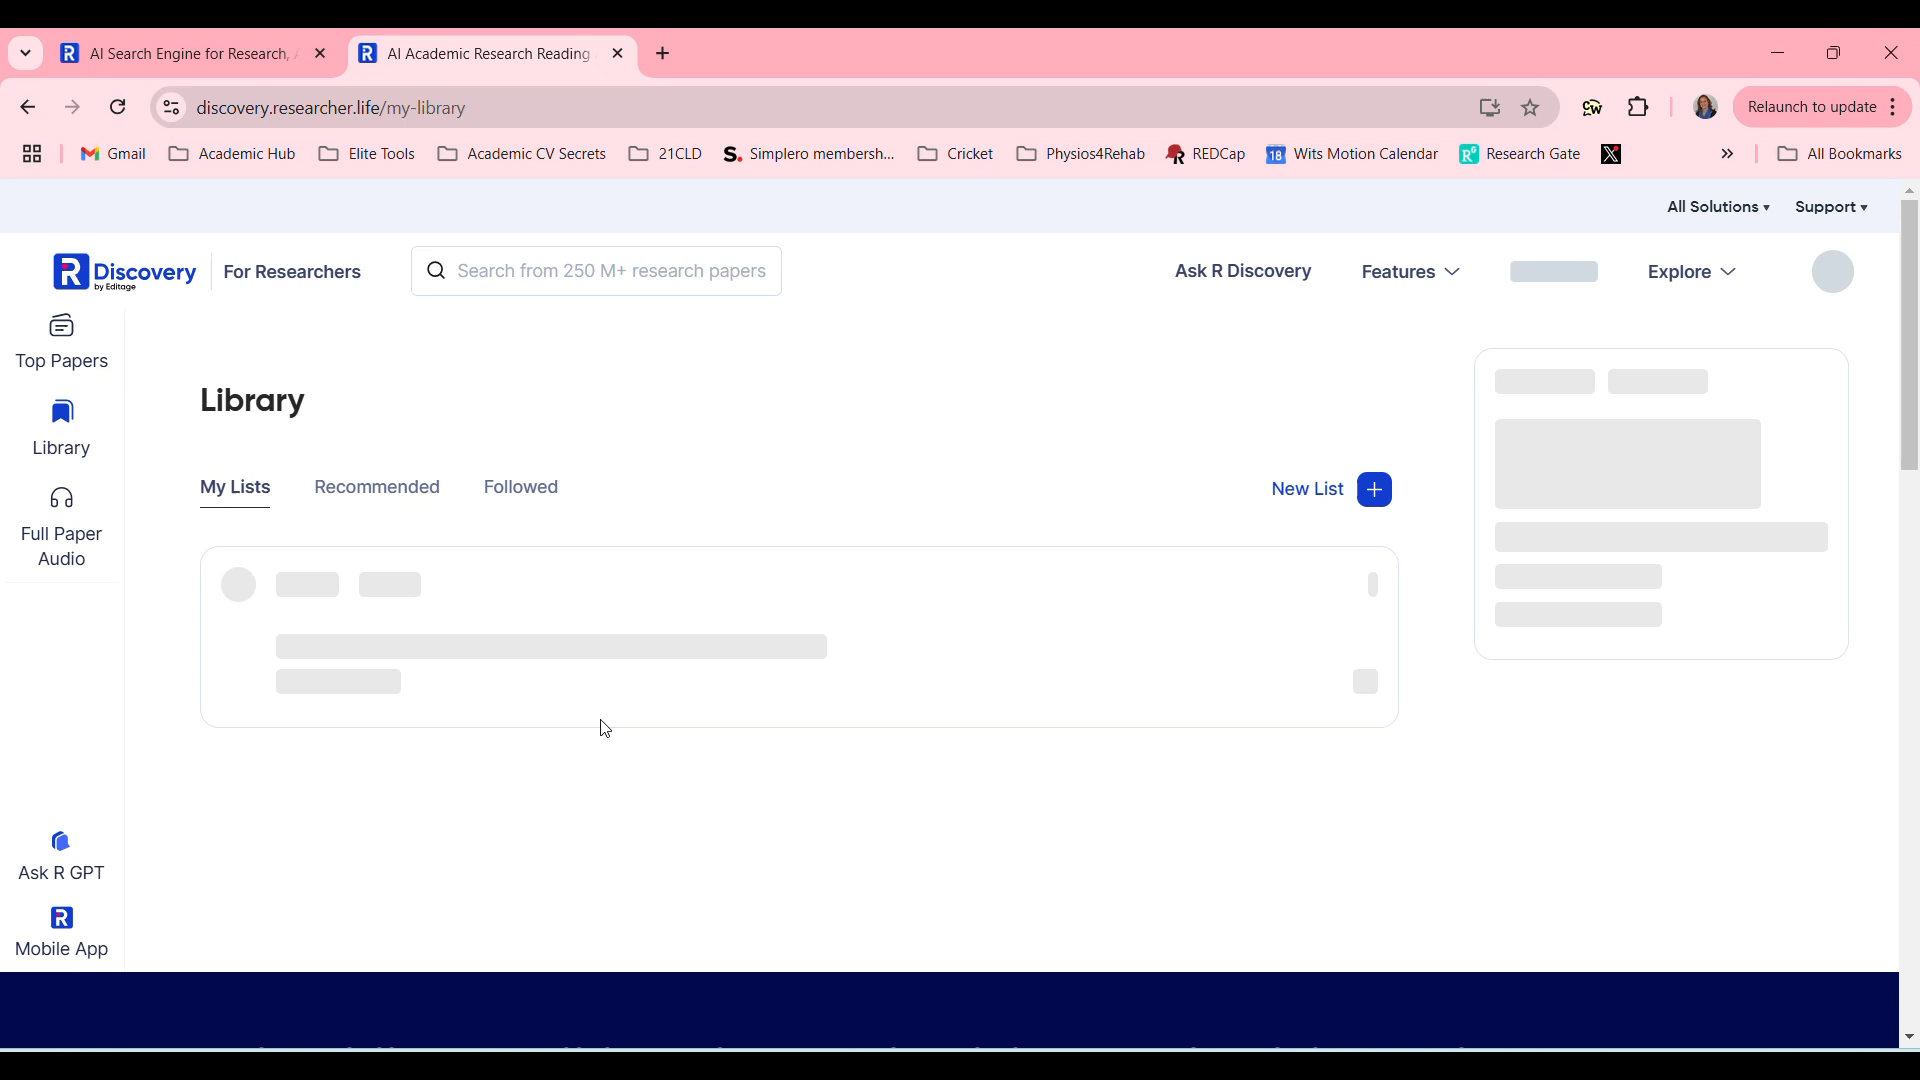 AI Search Engine for Research,
AI Academic Research Reading
discovery.researcher.life/my-library
Relaunch to update
Gmail
Academic Hub
Elite Tools
Academic CV Secrets
21CLD
S. Simplero membersh...
Cricket
Physios4Rehab
REDCap
18 Wits Motion Calendar
Research Gate
All Bookmarks
All Solutions
Support
R Discovery
by Editage
For Researchers
Search from 250 M+ research papers
Ask R Discovery
Features
Explore
Top Papers
Library
Full Paper
Audio
Ask R GPT
Mobile App
Library
My Lists
Recommended
Followed
New List +